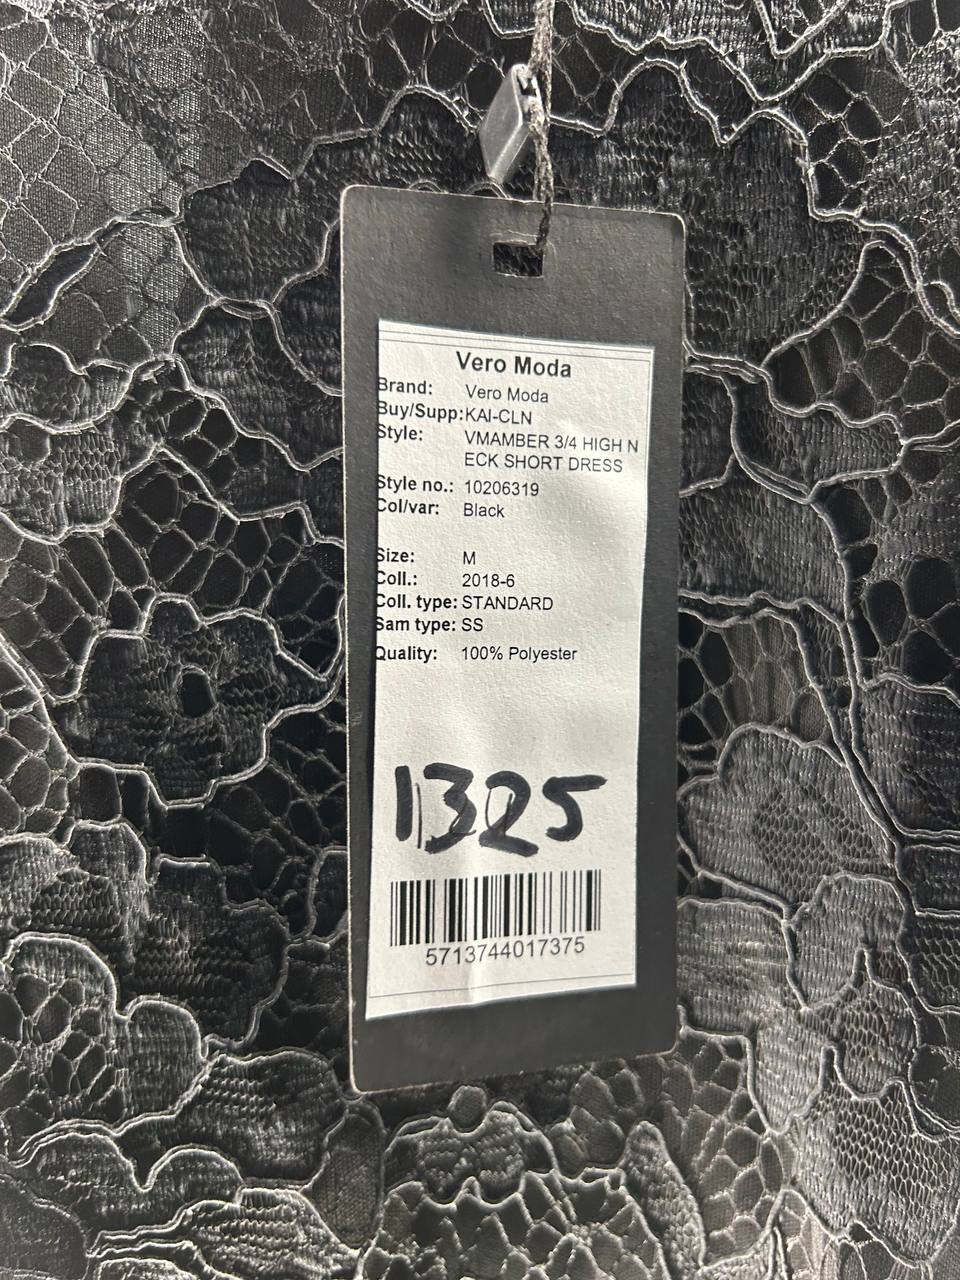 Vero Moda
Brand: Vero Moda
Buy/Supp: KAI-CLN
Style: VMAMBER 3/4 HIGH N
ECK SHORT DRESS
Style no.: 10206319
Col/var: Black
Size: M
Coll.: 2018-6
Coll. type: STANDARD
Sam type: SS
Quality: 100% Polyester
1325
5713744017375